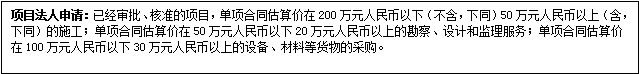 项目法人申请：已经审批、核准的项目，单项合同估算价在 200 万元人民币以下（不含，下同）50 万元人民币以上（含，
下同）的施工；单项合同估算价在 50 万元人民币以下 20 万元人民币以上的勘察、设计和监理服务；单项合同估算价
在 100 万元人民币以下 30 万元人民币以上的设备、材料等货物的采购。